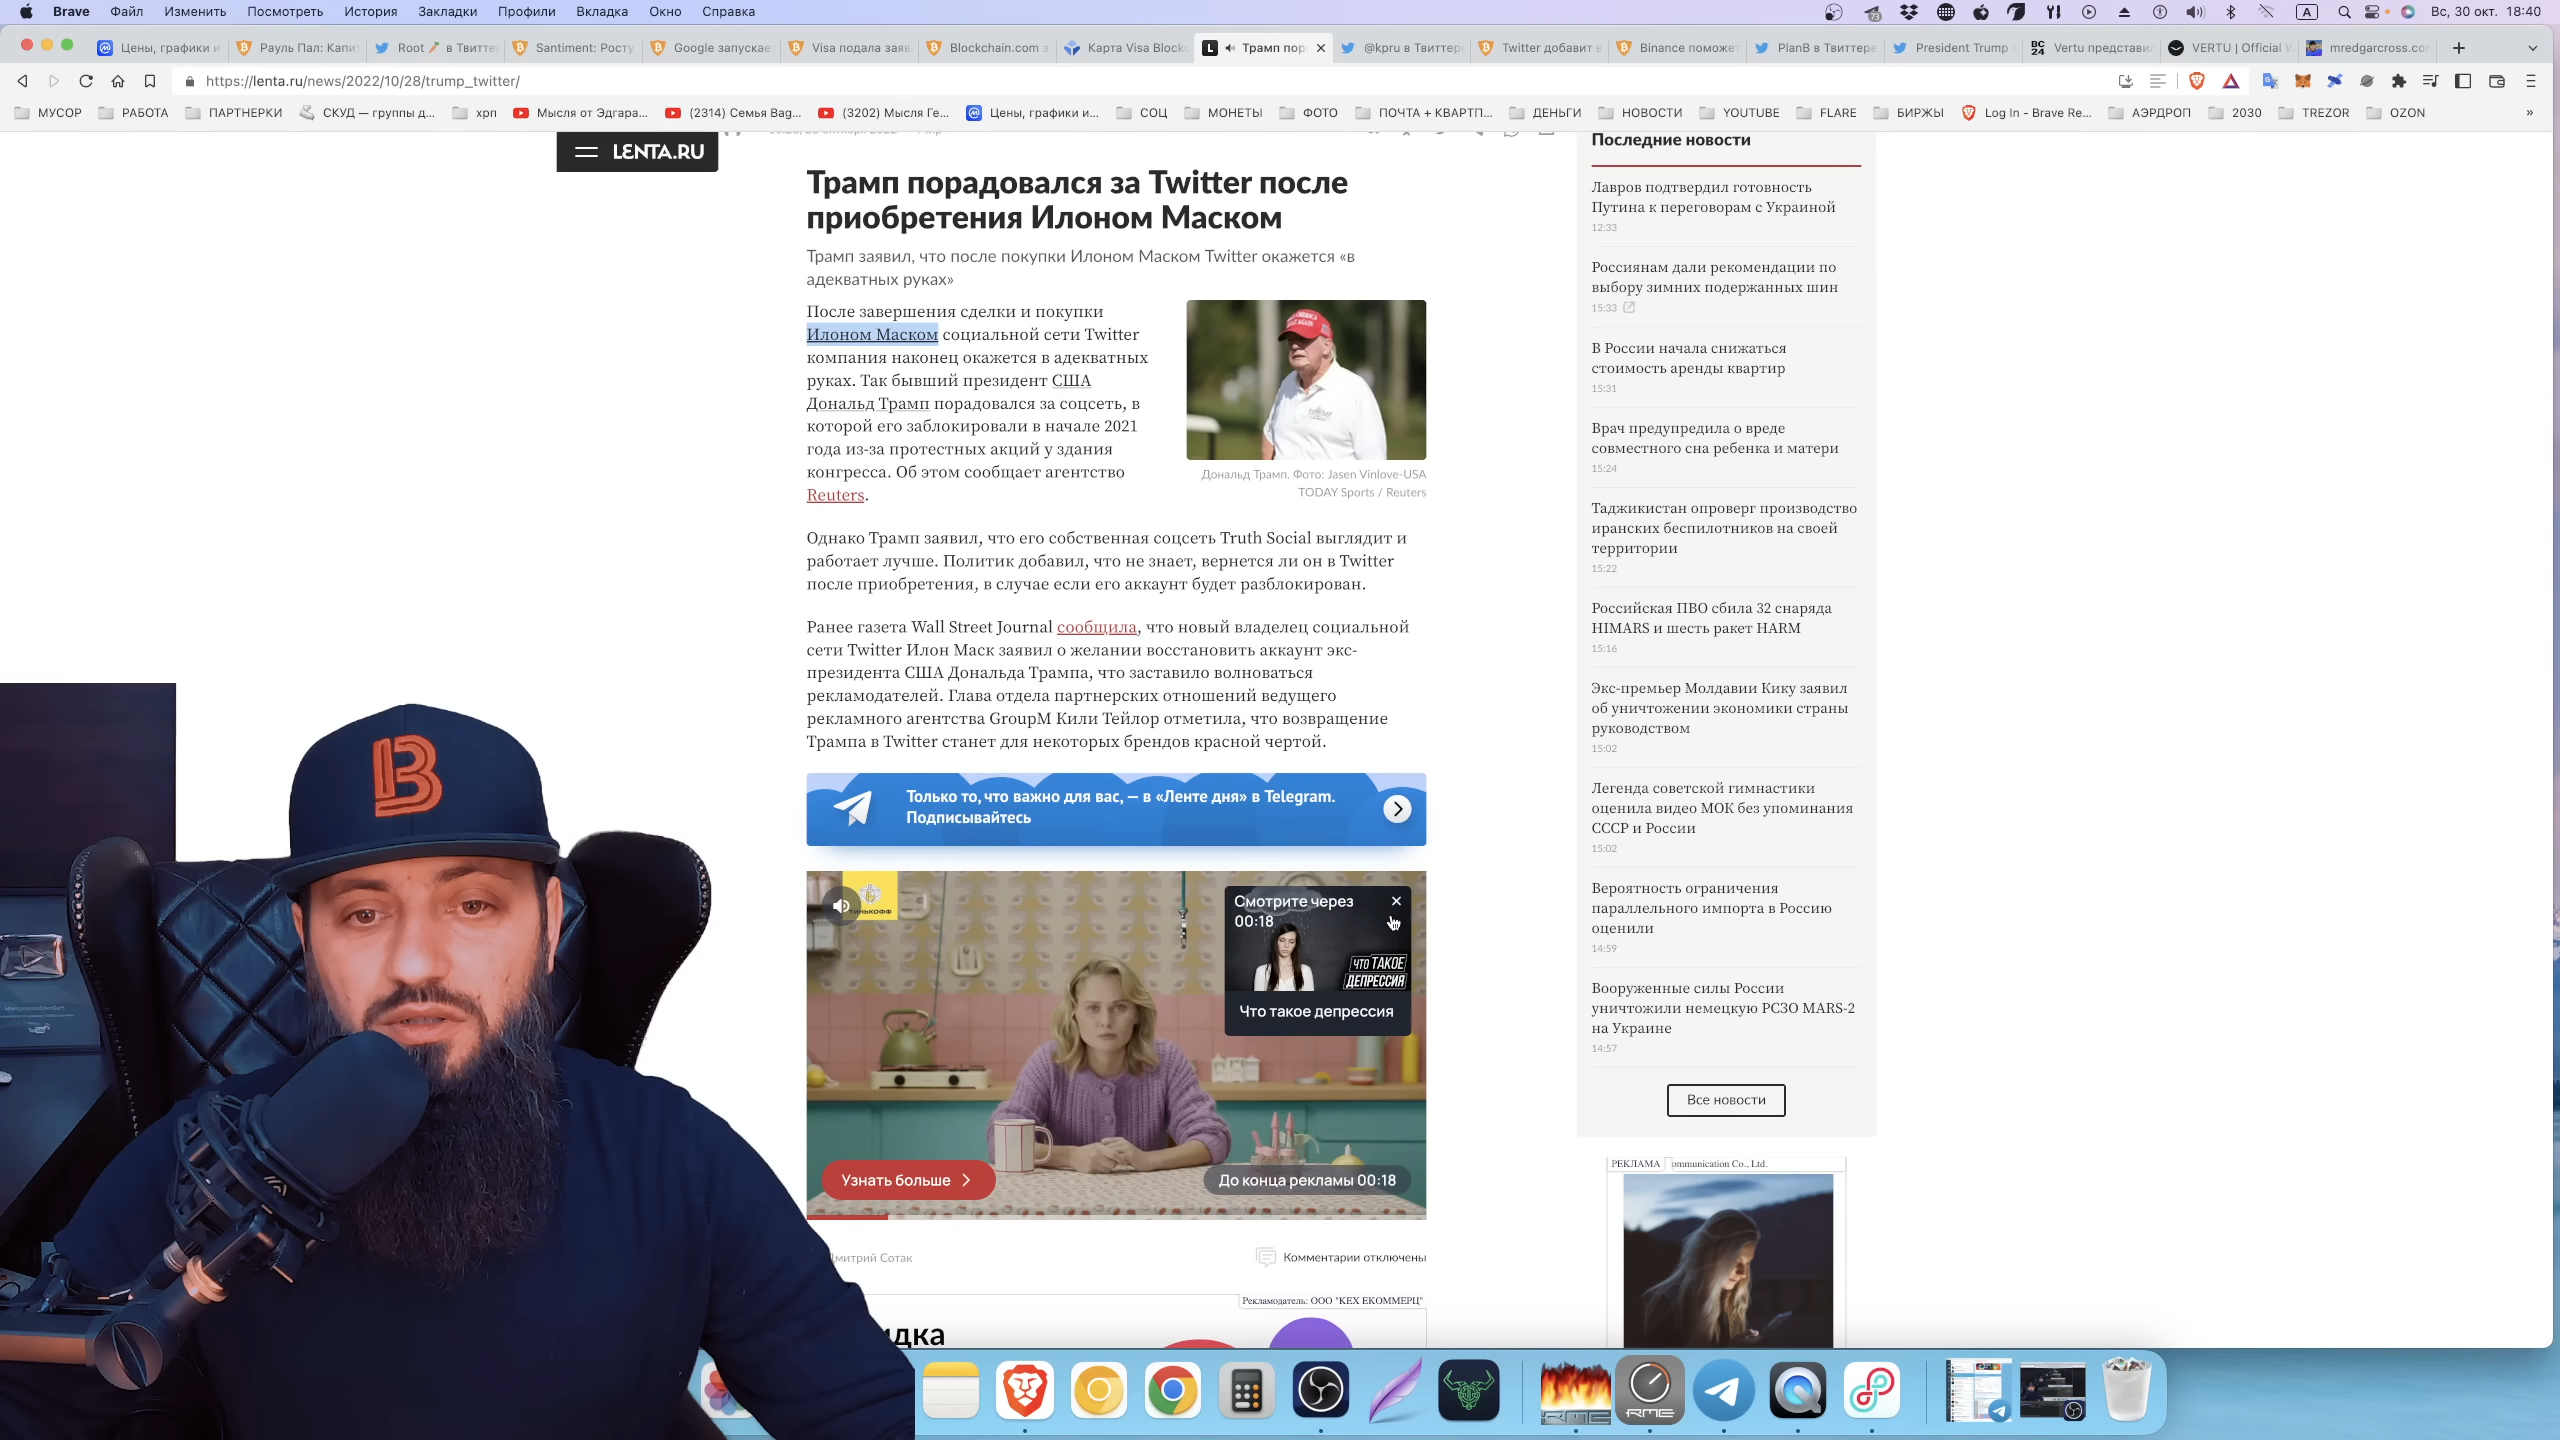 Brave Файл Изменить Посмотреть История Закладки Профили Вкладка Окно Справка
73
A
Вс, 30 окт. 18:40
Цены, графики и
Рауль Пал: Капит
Root в Твитте
Santiment: Росту
Google запускает
Visa подала заяв
Blockchain.com з
Карта Visa Blockc
L Трамп пор
@kpru в Твиттере
Twitter добавит в
Binance поможет
PlanB в Твиттере
President Trump
BC 24 Vertu представи
VERTU | Official W
mredgarcross.co
https://lenta.ru/news/2022/10/28/trump_twitter/
МУСОР РАБОТА ПАРТНЕРКИ СКУД — группы д... хрп Мысля от Эдгара... (2314) Семья Bag... (3202) Мысля Ге... Цены, графики и... СОЦ МОНЕТЫ ФОТО ПОЧТА + КВАРТП... ДЕНЬГИ НОВОСТИ YOUTUBE FLARE БИРЖЫ Log In - Brave Re... АЭРДРОП 2030 TREZOR OZON »
LENTA.RU
Трамп порадовался за Twitter после
приобретения Илоном Маском
Трамп заявил, что после покупки Илоном Маском Twitter окажется «в
адекватных руках»
После завершения сделки и покупки
Илоном Маском социальной сети Twitter
компания наконец окажется в адекватных
руках. Так бывший президент США
Дональд Трамп порадовался за соцсеть, в
которой его заблокировали в начале 2021
года из-за протестных акций у здания
конгресса. Об этом сообщает агентство
Reuters.
Дональд Трамп. Фото: Jasen Vinlove-USA
TODAY Sports / Reuters
Однако Трамп заявил, что его собственная соцсеть Truth Social выглядит и
работает лучше. Политик добавил, что не знает, вернется ли он в Twitter
после приобретения, в случае если его аккаунт будет разблокирован.
Ранее газета Wall Street Journal сообщила, что новый владелец социальной
сети Twitter Илон Маск заявил о желании восстановить аккаунт экс-
президента США Дональда Трампа, что заставило волноваться
рекламодателей. Глава отдела партнерских отношений ведущего
рекламного агентства GroupM Кили Тейлор отметила, что возвращение
Трампа в Twitter станет для некоторых брендов красной чертой.
Только то, что важно для вас, — в «Ленте дня» в Telegram.
Подписывайтесь
ТИНЬКОФФ
Смотрите через
00:18
ЧТО ТАКОЕ
ДЕПРЕССИЯ
Что такое депрессия
Узнать больше
До конца рекламы 00:18
Дмитрий Сотак
Комментарии отключены
Рекламодатель: ООО "КЕХ ЕКОММЕРЦ"
идка
Последние новости
Лавров подтвердил готовность
Путина к переговорам с Украиной
12:33
Россиянам дали рекомендации по
выбору зимних подержанных шин
15:33
В России начала снижаться
стоимость аренды квартир
15:31
Врач предупредила о вреде
совместного сна ребенка и матери
15:24
Таджикистан опроверг производство
иранских беспилотников на своей
территории
15:22
Российская ПВО сбила 32 снаряда
HIMARS и шесть ракет HARM
15:16
Экс-премьер Молдавии Кику заявил
об уничтожении экономики страны
руководством
15:02
Легенда советской гимнастики
оценила видео МОК без упоминания
СССР и России
15:02
Вероятность ограничения
параллельного импорта в Россию
оценили
14:59
Вооруженные силы России
уничтожили немецкую РСЗО MARS-2
на Украине
14:57
Все новости
РЕКЛАМА
ommunication Co., Ltd.
B
RME
RME